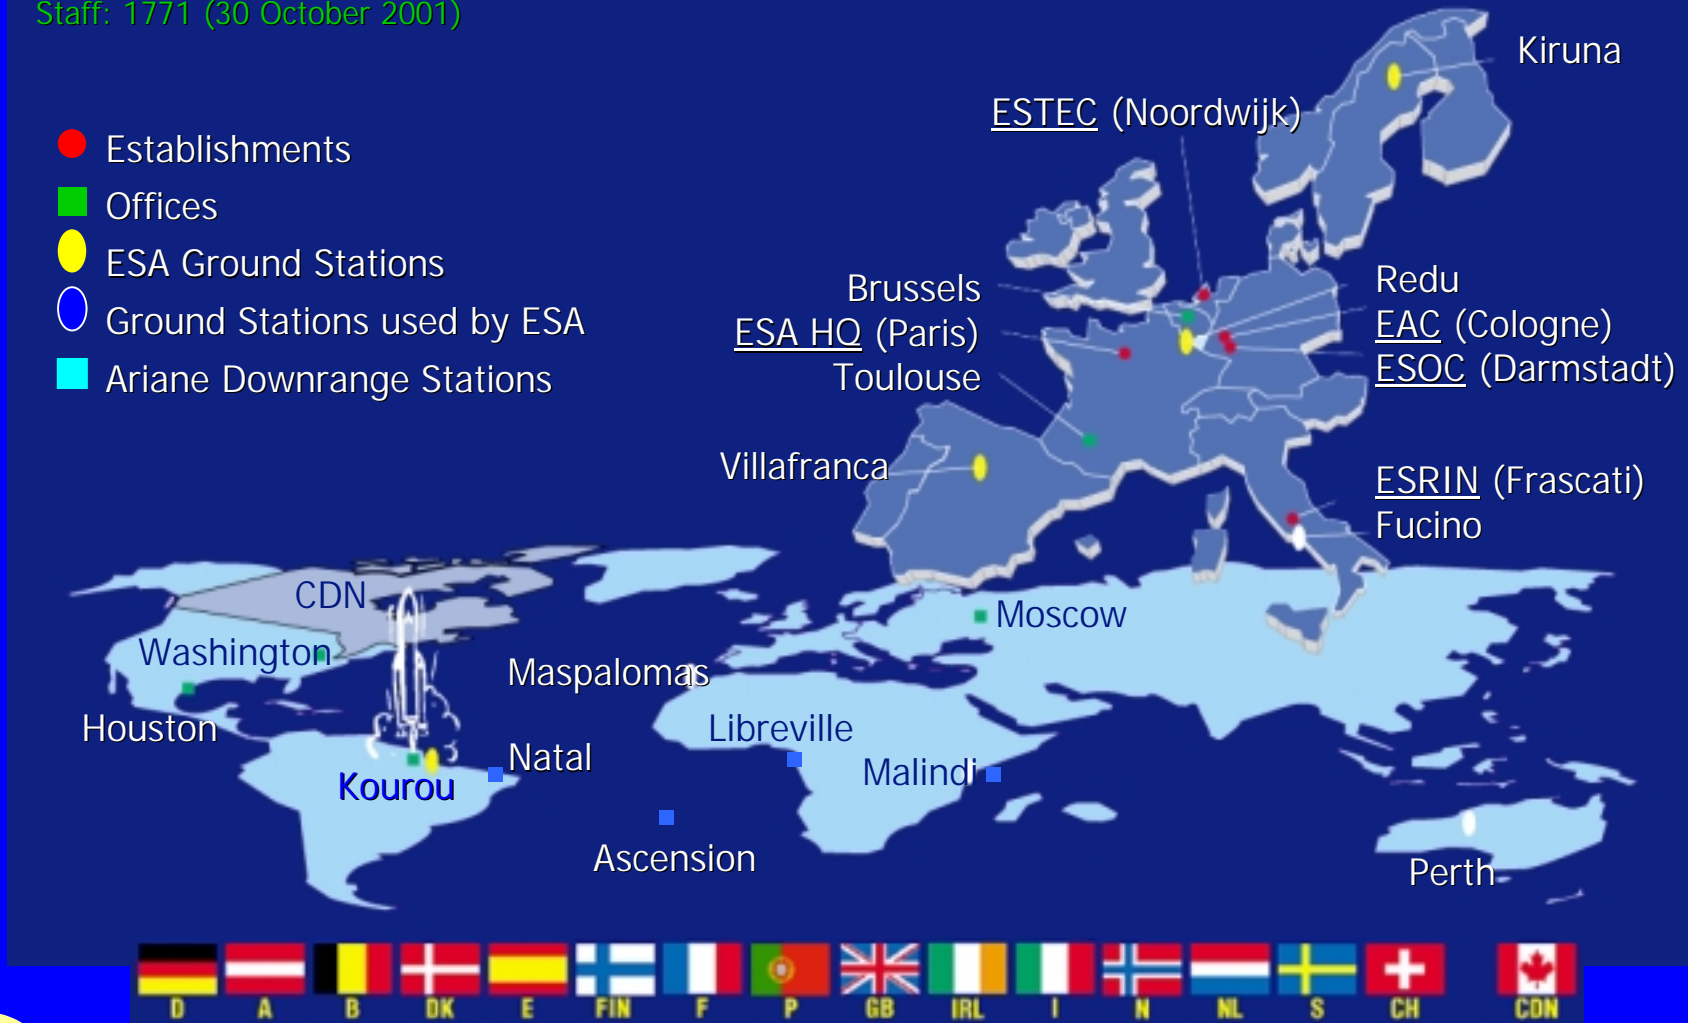 Staff: 1771 (30 October 2001)
Kiruna
ESTEC (Noordwijk)
Establishments
Offices
ESA Ground Stations
Ground Stations used by ESA
Ariane Downrange Stations
Brussels
ESA HQ (Paris)
Toulouse
Redu
EAC (Cologne)
ESOC (Darmstadt)
Villafranca
ESRIN (Frascati)
Fucino
CDN
Moscow
Washington
Maspalomas
Houston
Libreville
Natal
Malindi
Kourou
Ascension
Perth
D A B DK E FIN F P GB IRL I N NL S CH CDN